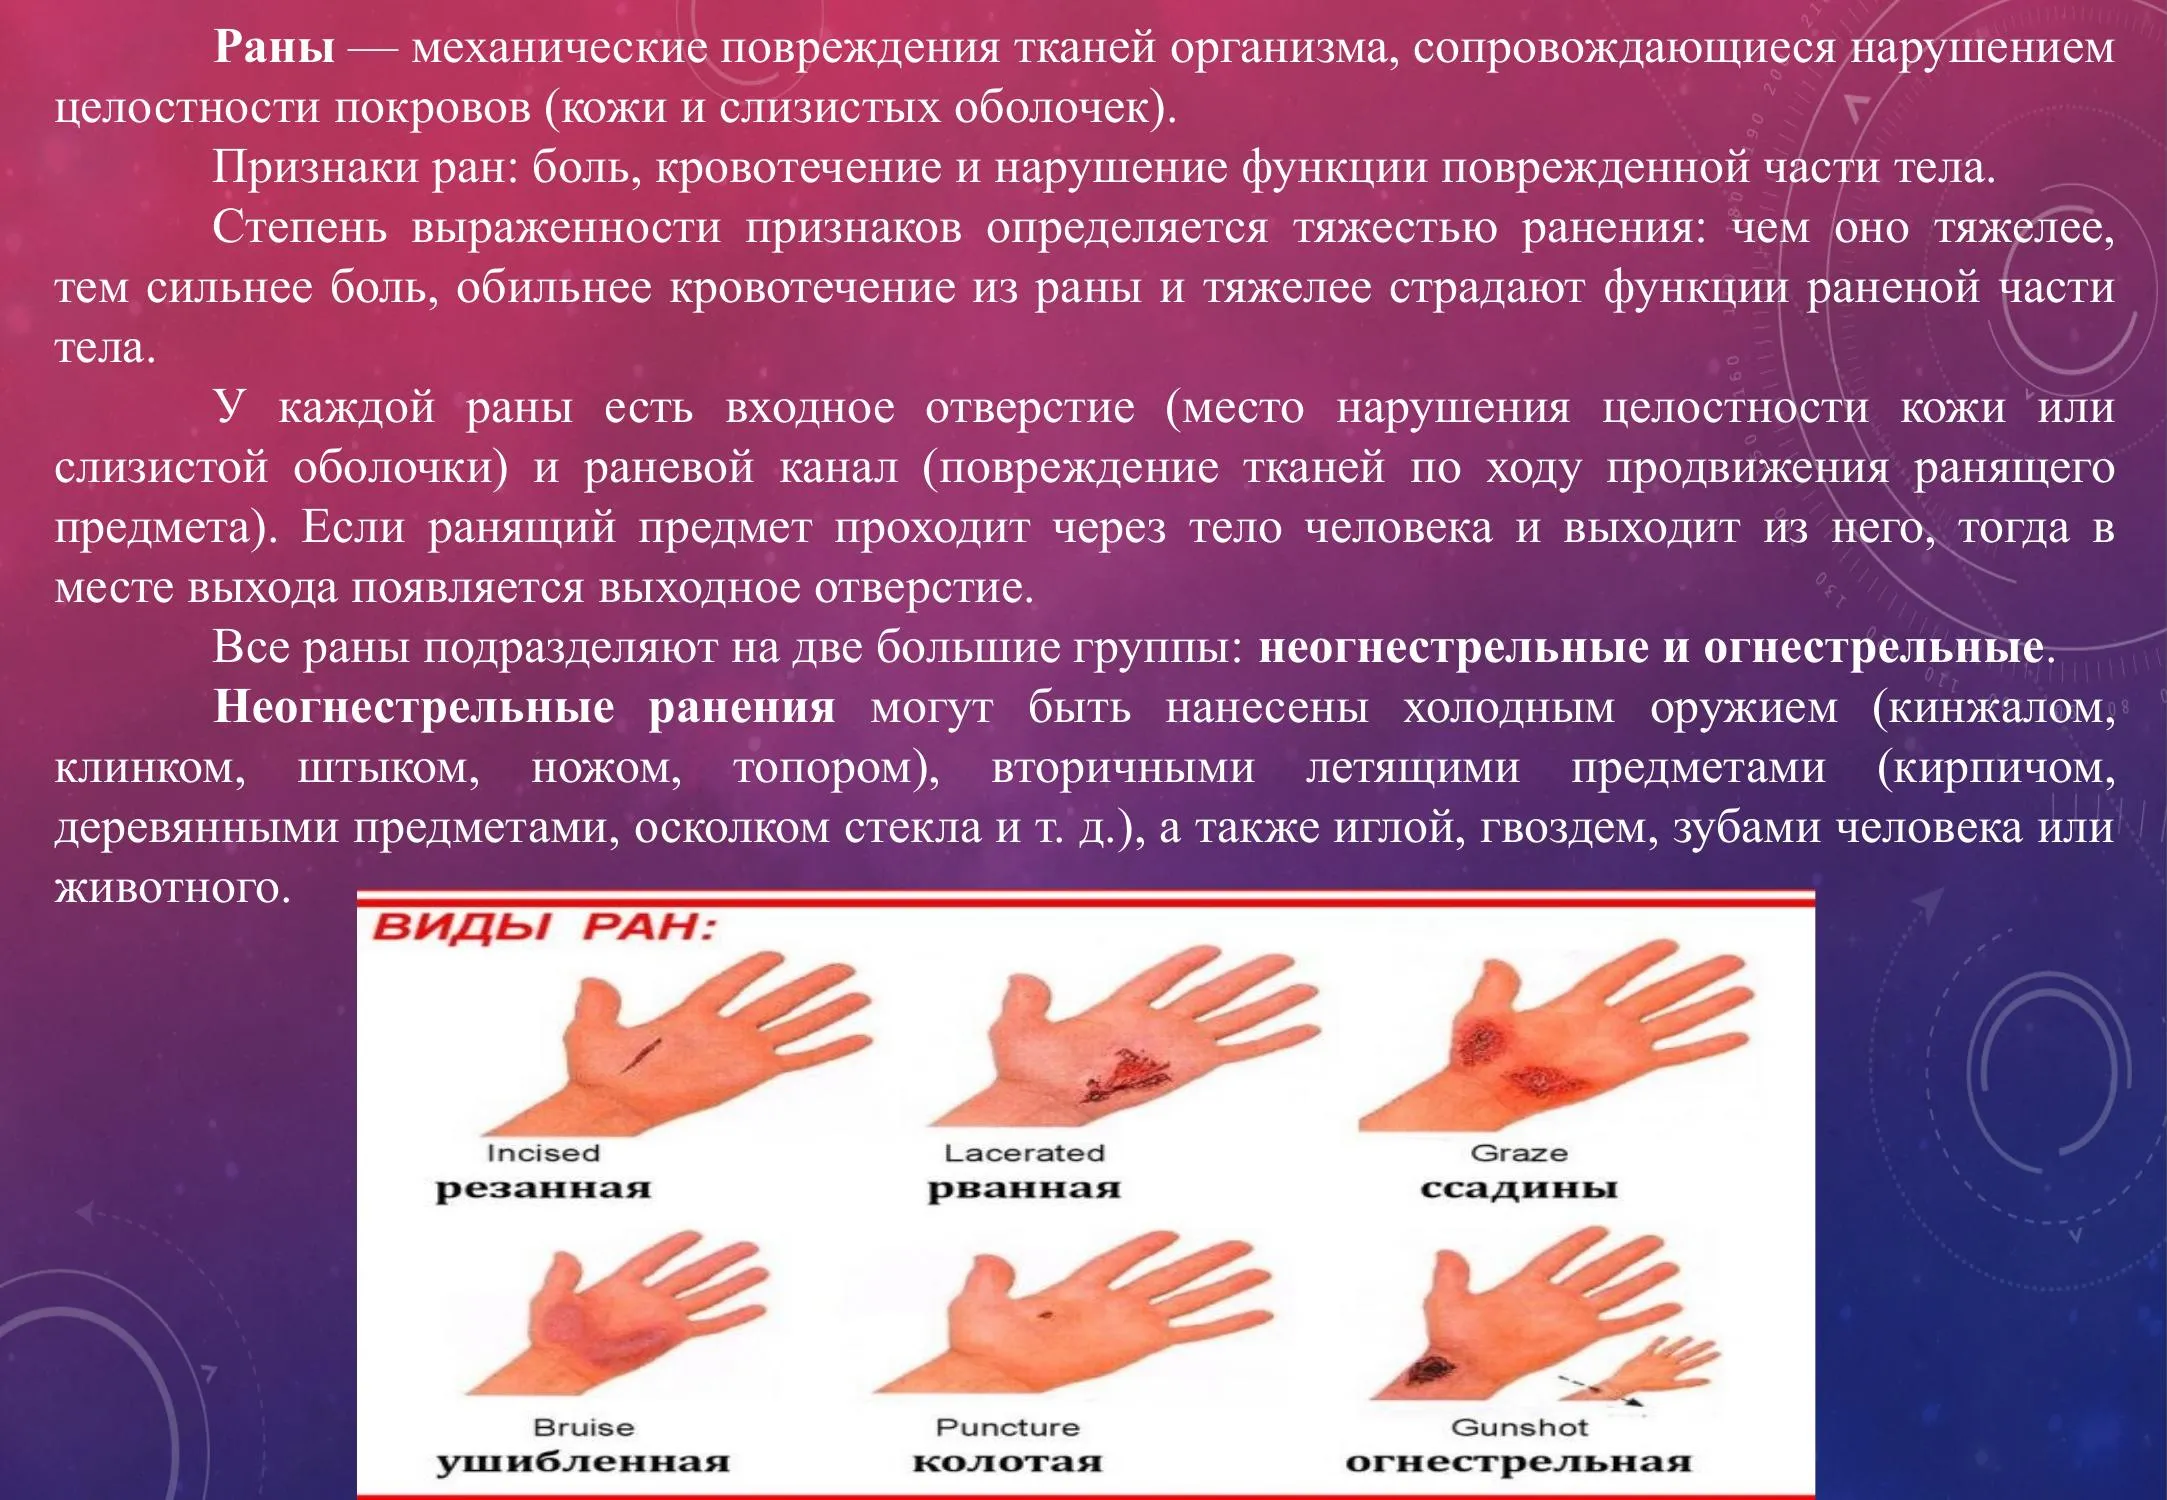 Раны — механические повреждения тканей организма, сопровождающиеся нарушением
целостности покровов (кожи и слизистых оболочек).
Признаки ран: боль, кровотечение и нарушение функции поврежденной части тела.
Степень выраженности признаков определяется тяжестью ранения: чем оно тяжелее,
тем сильнее боль, обильнее кровотечение из раны и тяжелее страдают функции раненой части
тела.
У каждой раны есть входное отверстие (место нарушения целостности кожи или
слизистой оболочки) и раневой канал (повреждение тканей по ходу продвижения ранящего
предмета). Если ранящий предмет проходит через тело человека и выходит из него, тогда в
месте выхода появляется выходное отверстие.
Все раны подразделяют на две большие группы: неогнестрельные и огнестрельные.
Неогнестрельные ранения могут быть нанесены холодным оружием (кинжалом,
клинком, штыком, ножом, топором), вторичными летящими предметами (кирпичом,
деревянными предметами, осколком стекла и т. д.), а также иглой, гвоздем, зубами человека или
животного.
ВИДЫ РАН:
Incised
резанная
Lacerated
рванная
Graze
ссадины
Bruise
ушибленная
Puncture
колотая
Gunshot
огнестрельная